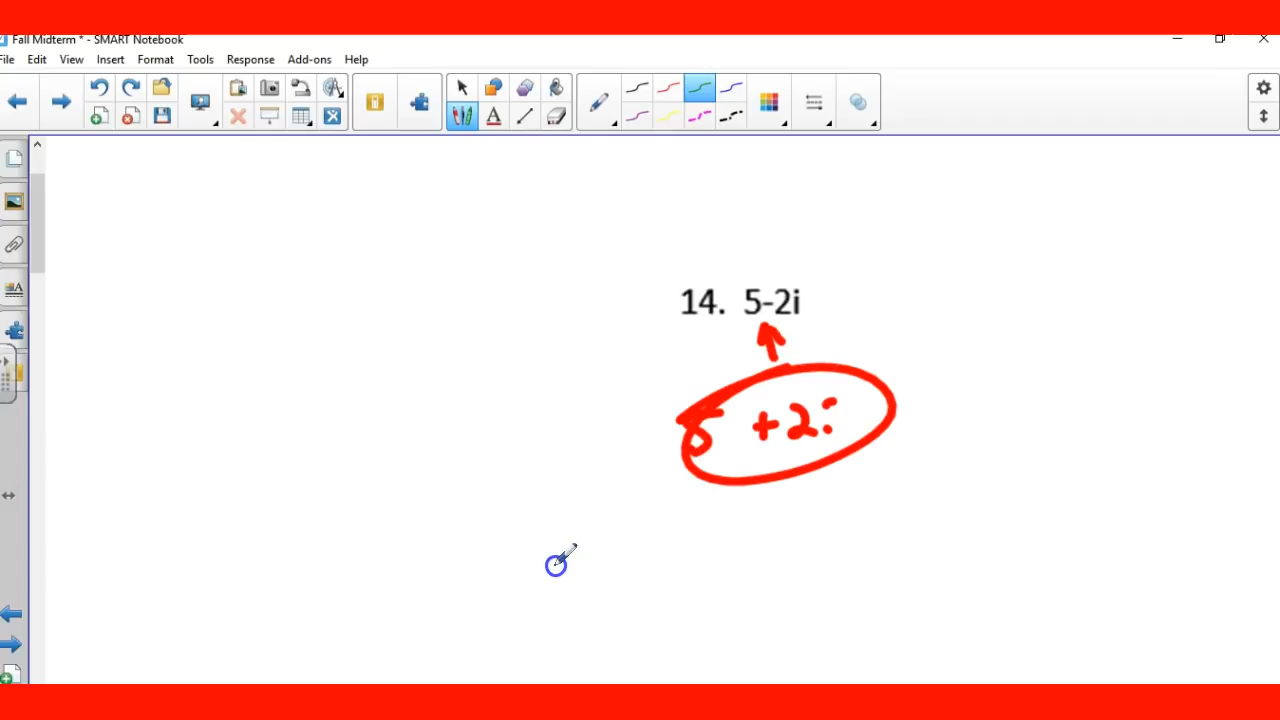 Fall Midterm * - SMART Notebook
File Edit View Insert Format Tools Response Add-ons Help
14. 5-2i
5 +2i